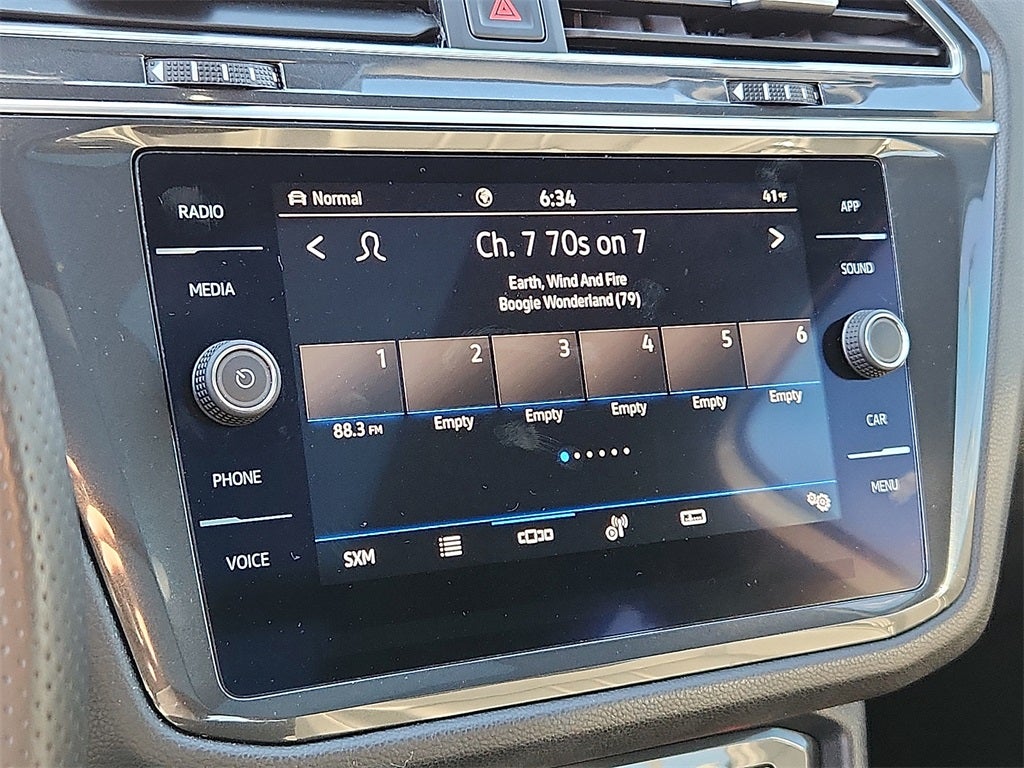 RADIO
MEDIA
PHONE
VOICE
Normal
6:34
41°F
Ch. 7 70s on 7
Earth, Wind And Fire
Boogie Wonderland (79)
1 2 3 4 5 6
88.3 FM Empty Empty Empty Empty Empty
SXM
APP
SOUND
CAR
MENU